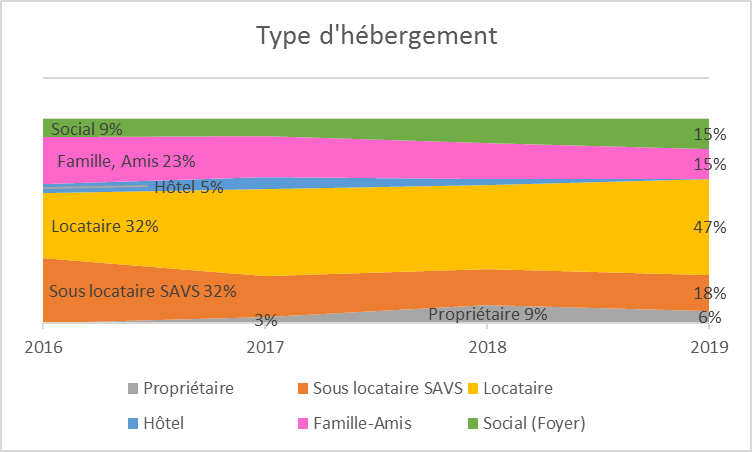 Type d'hébergement
Social 9%
15%
Famille, Amis 23%
15%
Hôtel 5%
Locataire 32%
47%
Sous locataire SAVS 32%
18%
3%
Propriétaire 9%
6%
2016 2017 2018 2019
Propriétaire Sous locataire SAVS Locataire
Hôtel Famille-Amis Social (Foyer)